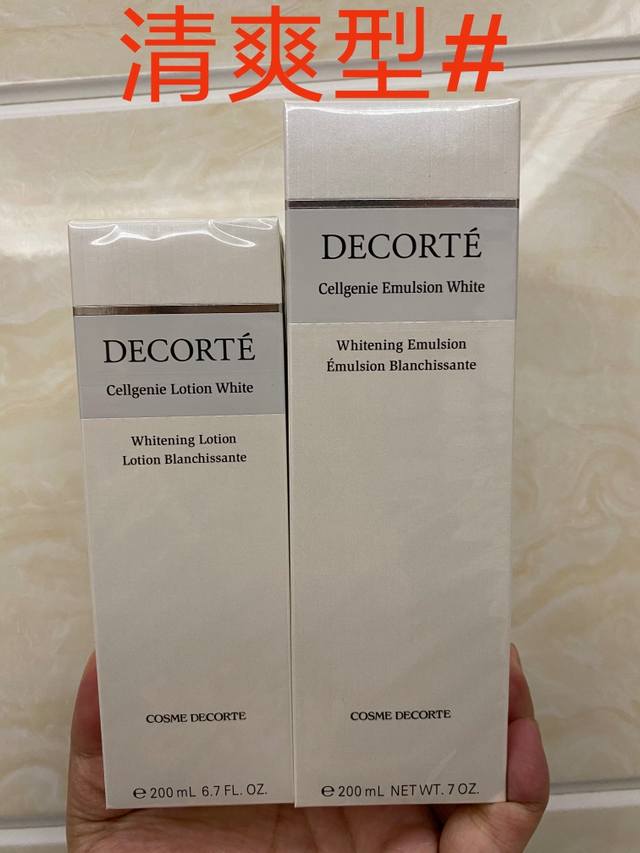 清爽型#
DECORTÉ
Cellgenie Lotion White
Whitening Lotion
Lotion Blanchissante
COSME DECORTE
℮200 mL 6.7 FL. OZ.
DECORTÉ
Cellgenie Emulsion White
Whitening Emulsion
Émulsion Blanchissante
COSME DECORTE
℮200 mL NET WT. 7 OZ.